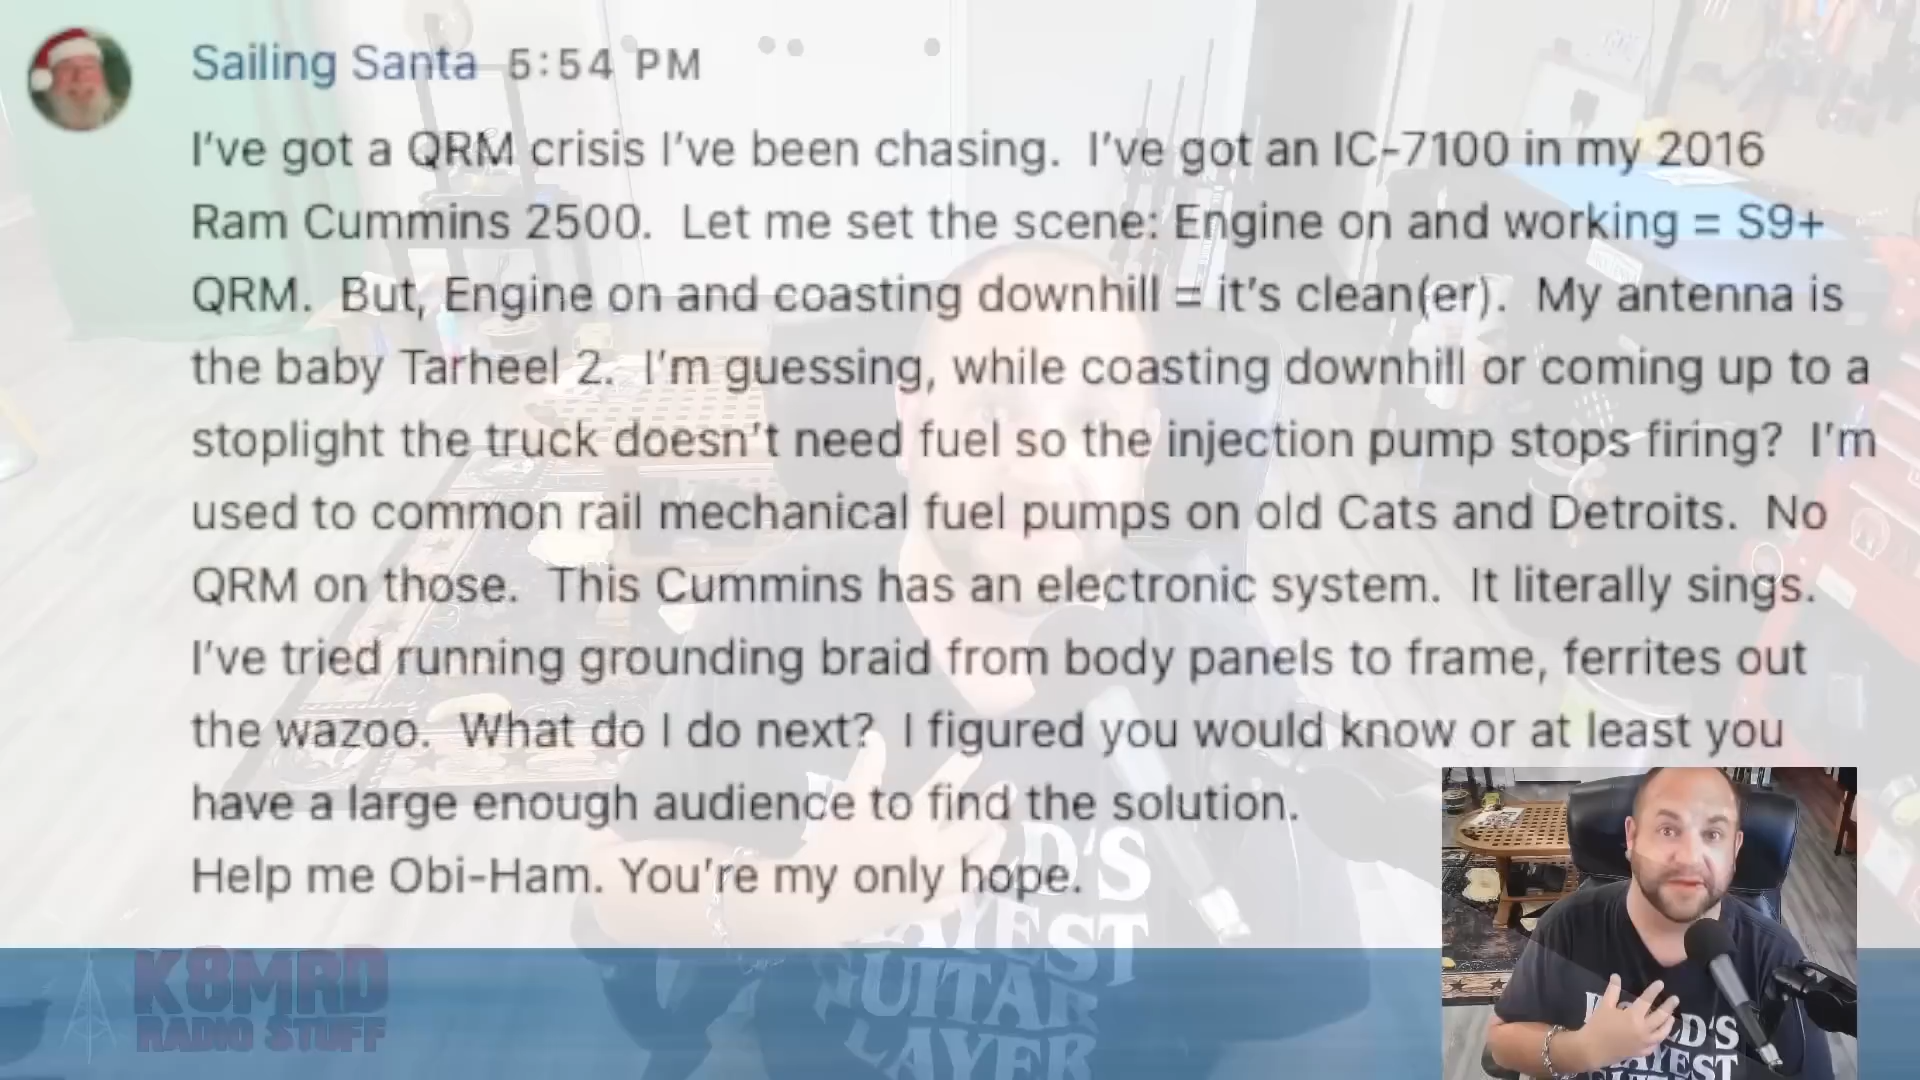 Sailing Santa 5:54 PM
I've got a QRM crisis I've been chasing. I've got an IC-7100 in my 2016
Ram Cummins 2500. Let me set the scene: Engine on and working = S9+
QRM. But, Engine on and coasting downhill = it's clean(er). My antenna is
the baby Tarheel 2. I'm guessing, while coasting downhill or coming up to a
stoplight the truck doesn't need fuel so the injection pump stops firing? I'm
used to common rail mechanical fuel pumps on old Cats and Detroits. No
QRM on those. This Cummins has an electronic system. It literally sings.
I've tried running grounding braid from body panels to frame, ferrites out
the wazoo. What do I do next? I figured you would know or at least you
have a large enough audience to find the solution.
Help me Obi-Ham. You're my only hope.
K8MRD
RADIO STUFF